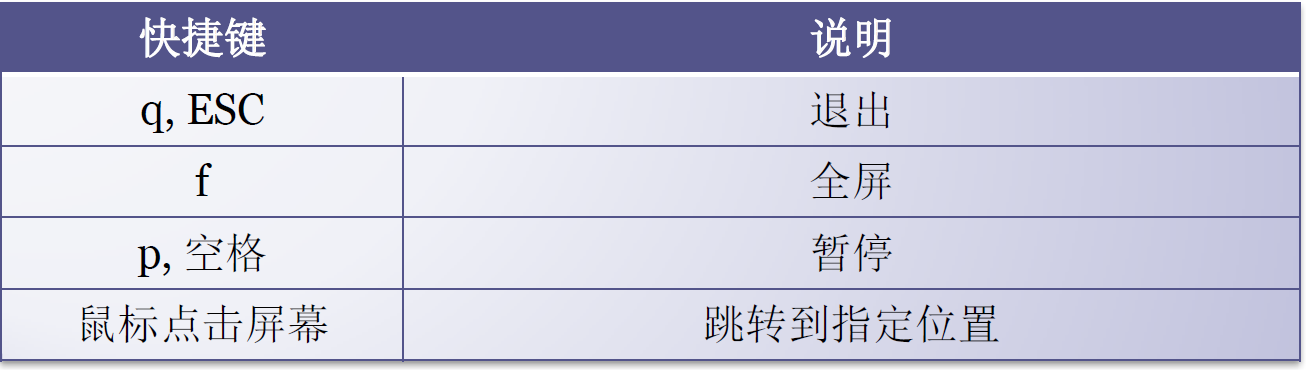 快捷键 说明
q, ESC 退出
f 全屏
p, 空格 暂停
鼠标点击屏幕 跳转到指定位置